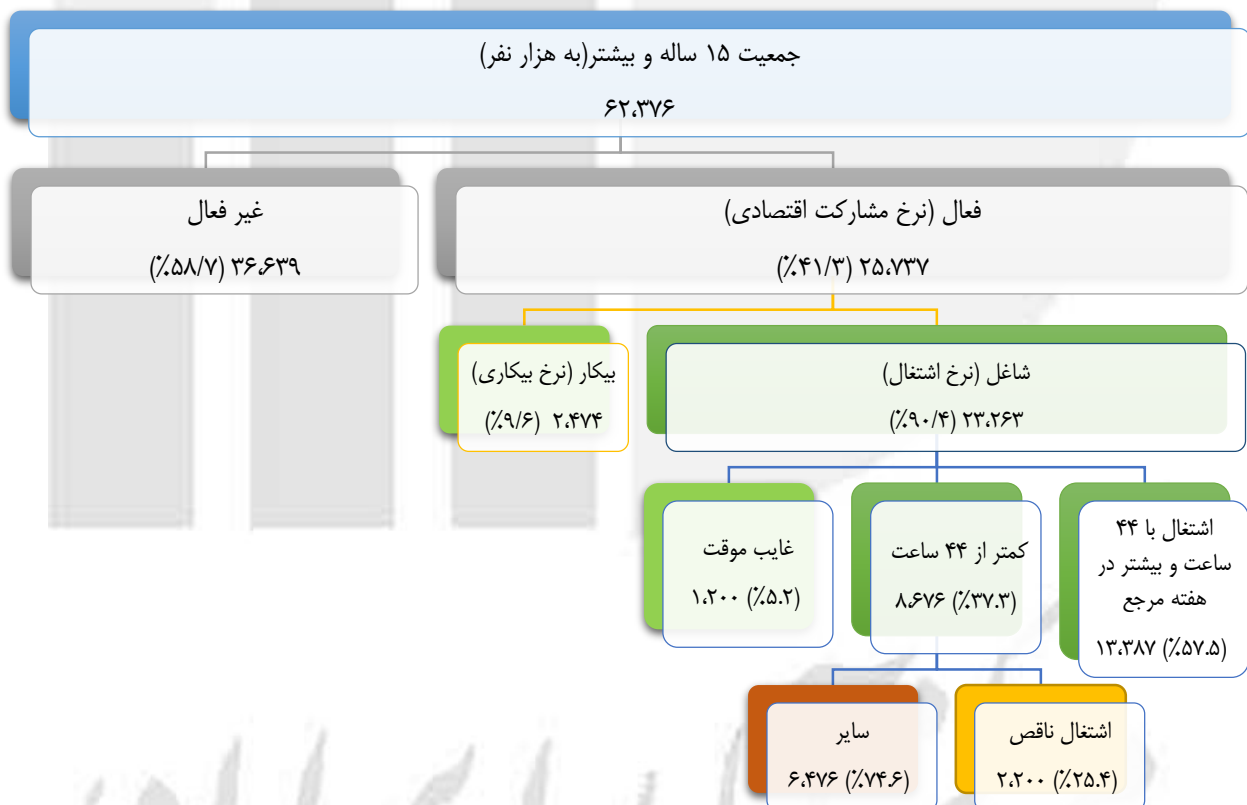 جمعیت ۱۵ ساله و بیشتر(به هزار نفر)
۶۲،۳۷۶
فعال (نرخ مشارکت اقتصادی)
۲۵،۷۳۷ (٪۴۱/۳)
غیر فعال
۳۶،۶۳۹ (٪۵۸/۷)
شاغل (نرخ اشتغال)
۲۳،۲۶۳ (٪۹۰/۴)
بیکار (نرخ بیکاری)
۲،۴۷۴ (٪۹/۶)
اشتغال با ۴۴
ساعت و بیشتر در
هفته مرجع
۱۳،۳۸۷ (٪۵۷.۵)
کمتر از ۴۴ ساعت
۸،۶۷۶ (٪۳۷.۳)
غایب موقت
۱،۲۰۰ (٪۵.۲)
اشتغال ناقص
۲،۲۰۰ (٪۲۵.۴)
سایر
۶،۴۷۶ (٪۷۴.۶)